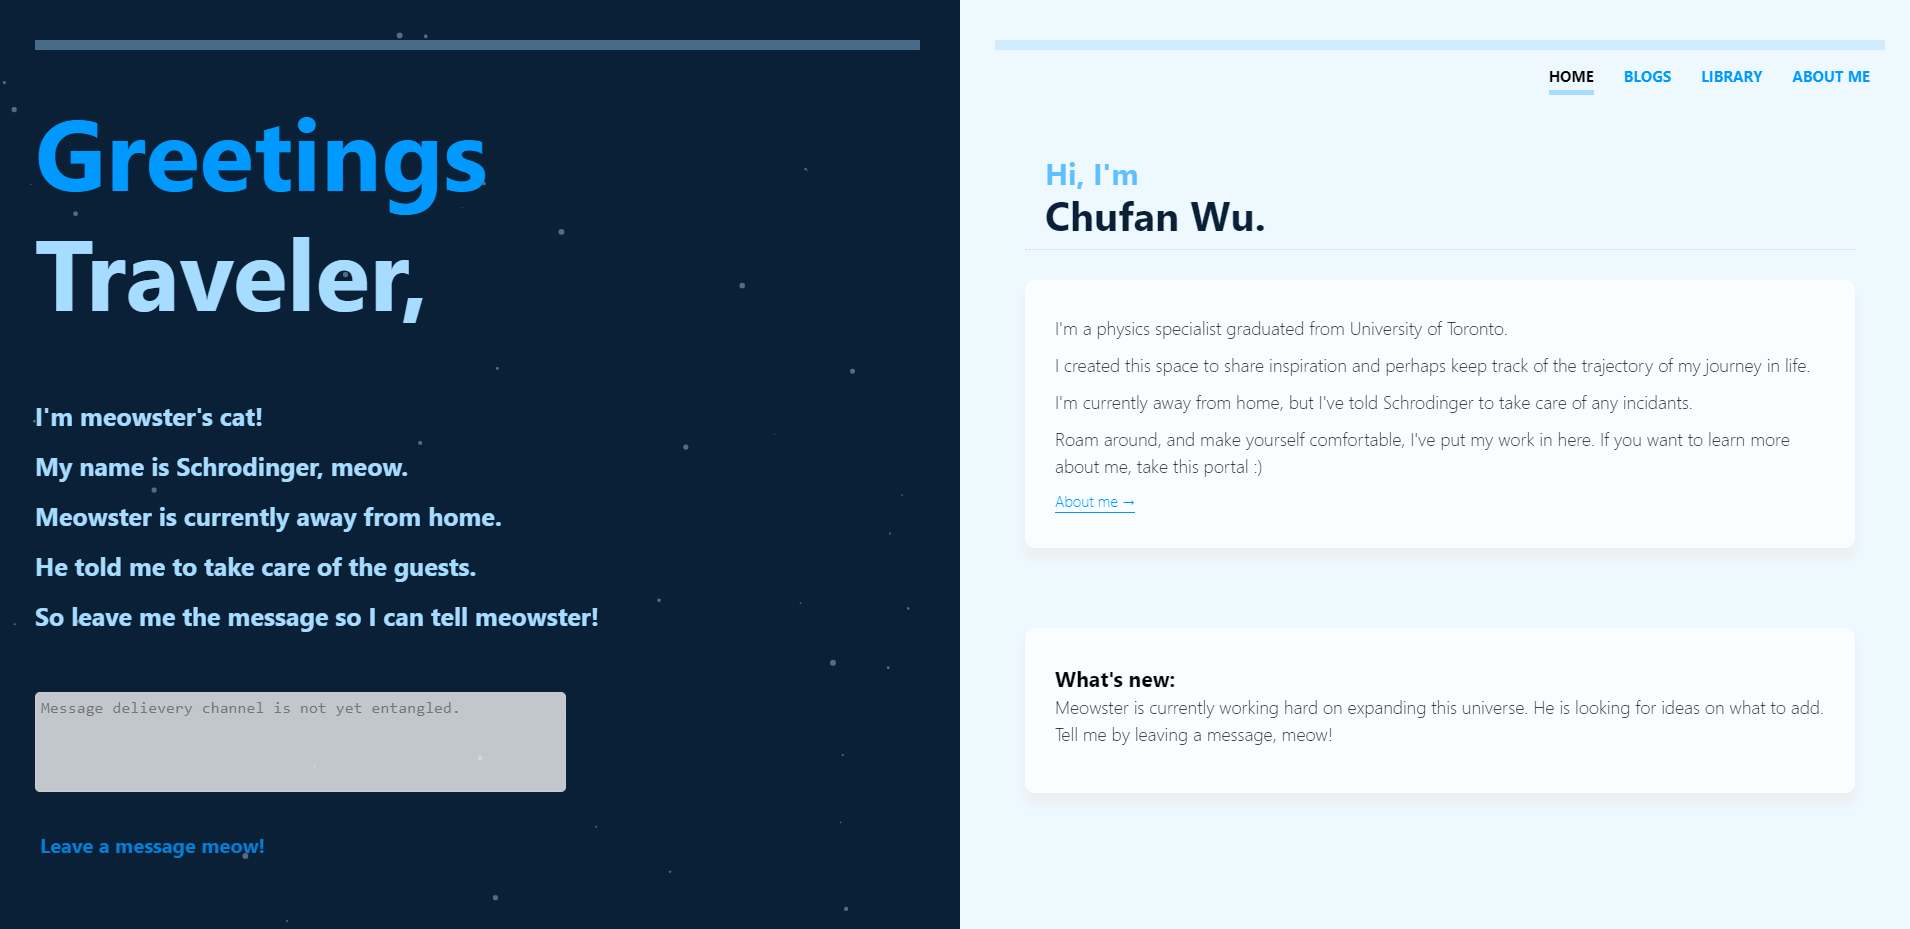 Greetings
Traveler,
I'm meowster's cat!
My name is Schrodinger, meow.
Meowster is currently away from home.
He told me to take care of the guests.
So leave me the message so I can tell meowster!
Message delievery channel is not yet entangled.
Leave a message meow!
HOME BLOGS LIBRARY ABOUT ME
Hi, I'm
Chufan Wu.
I'm a physics specialist graduated from University of Toronto.
I created this space to share inspiration and perhaps keep track of the trajectory of my journey in life.
I'm currently away from home, but I've told Schrodinger to take care of any incidants.
Roam around, and make yourself comfortable, I've put my work in here. If you want to learn more
about me, take this portal :)
About me →
What's new:
Meowster is currently working hard on expanding this universe. He is looking for ideas on what to add.
Tell me by leaving a message, meow!